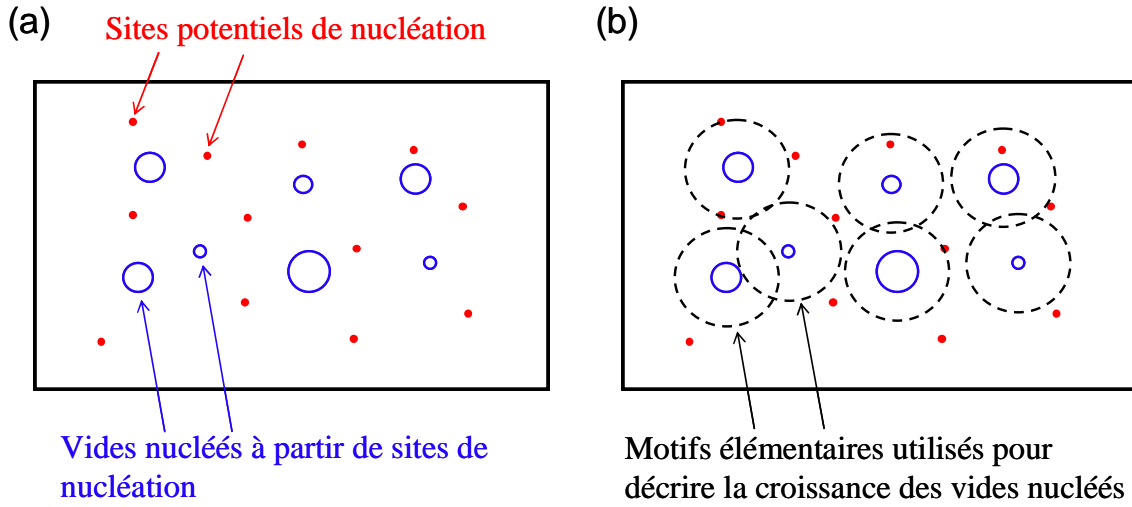 (a)
Sites potentiels de nucléation
Vides nucléés à partir de sites de
nucléation
(b)
Motifs élémentaires utilisés pour
décrire la croissance des vides nucléés